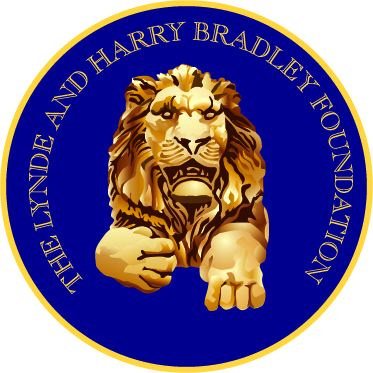 THE LYNDE AND HARRY BRADLEY FOUNDATION